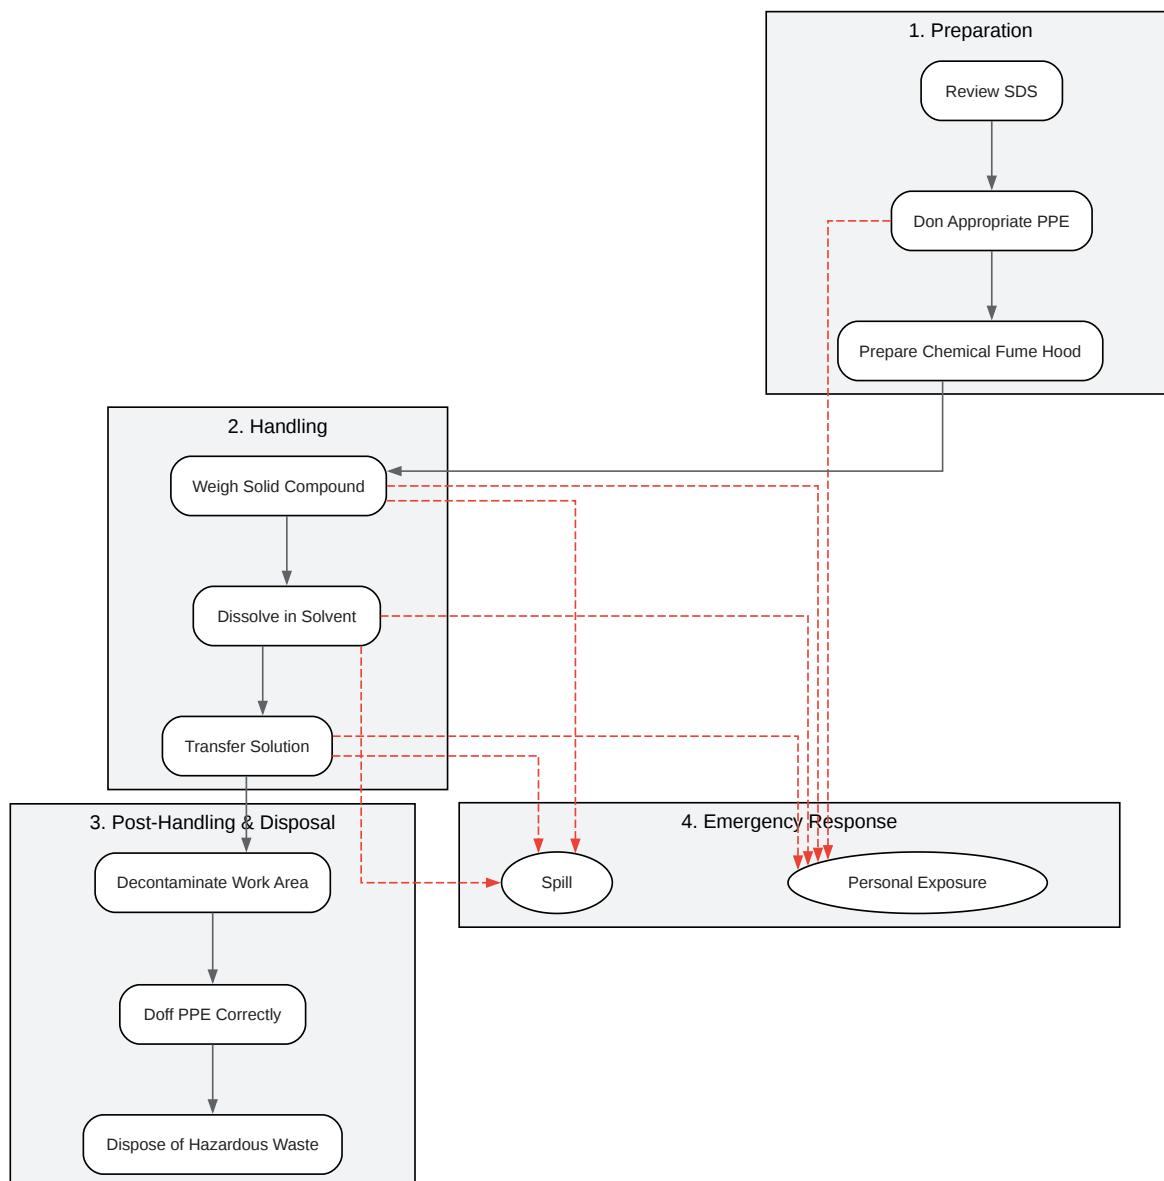 1. Preparation
Review SDS
Don Appropriate PPE
Prepare Chemical Fume Hood
2. Handling
Weigh Solid Compound
Dissolve in Solvent
Transfer Solution
3. Post-Handling & Disposal
Decontaminate Work Area
Doff PPE Correctly
Dispose of Hazardous Waste
4. Emergency Response
Spill
Personal Exposure